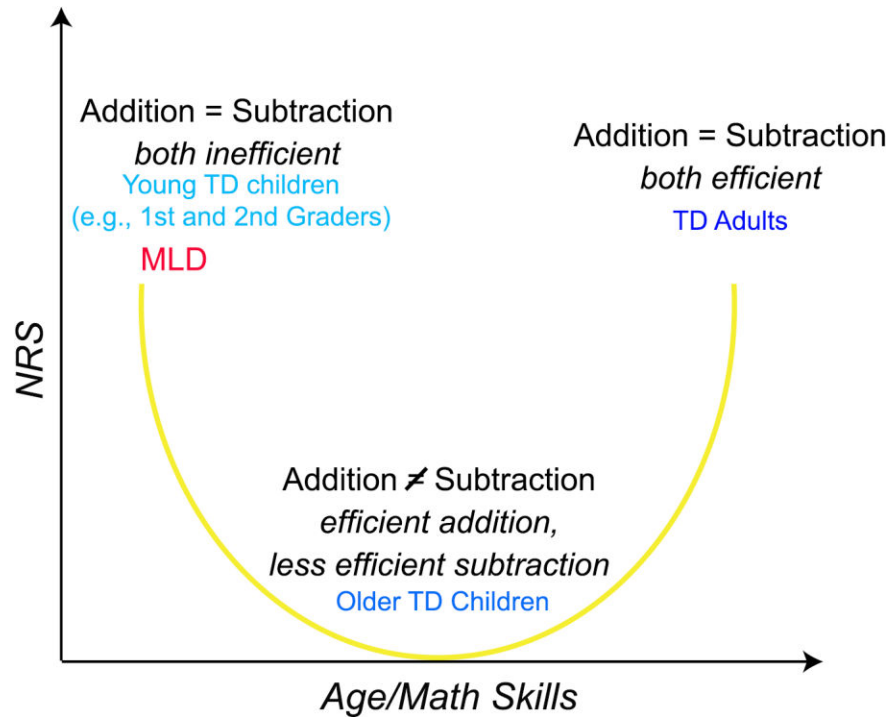 Addition = Subtraction
both inefficient
Young TD children
(e.g., 1st and 2nd Graders)
MLD
Addition = Subtraction
both efficient
TD Adults
NRS
Addition ≠ Subtraction
efficient addition,
less efficient subtraction
Older TD Children
Age/Math Skills